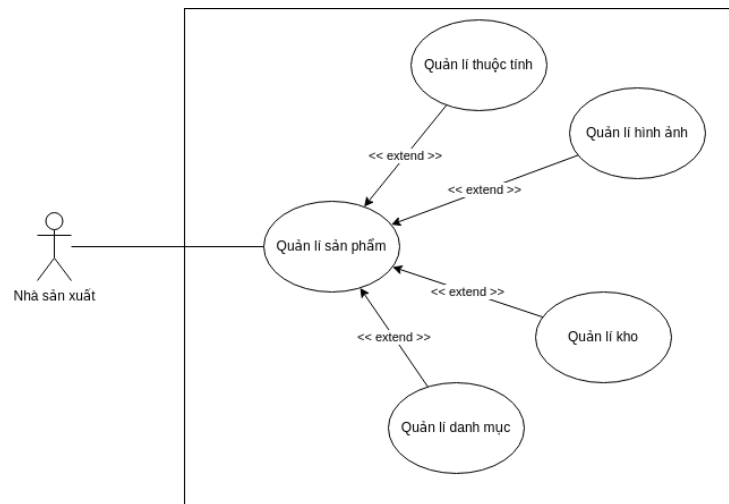 Quản lí thuộc tính
Quản lí hình ảnh
<< extend >>
<< extend >>
Quản lí sản phẩm
Nhà sản xuất
<< extend >>
<< extend >>
Quản lí kho
Quản lí danh mục